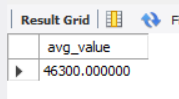 Result Grid
F
avg_value
46300.000000